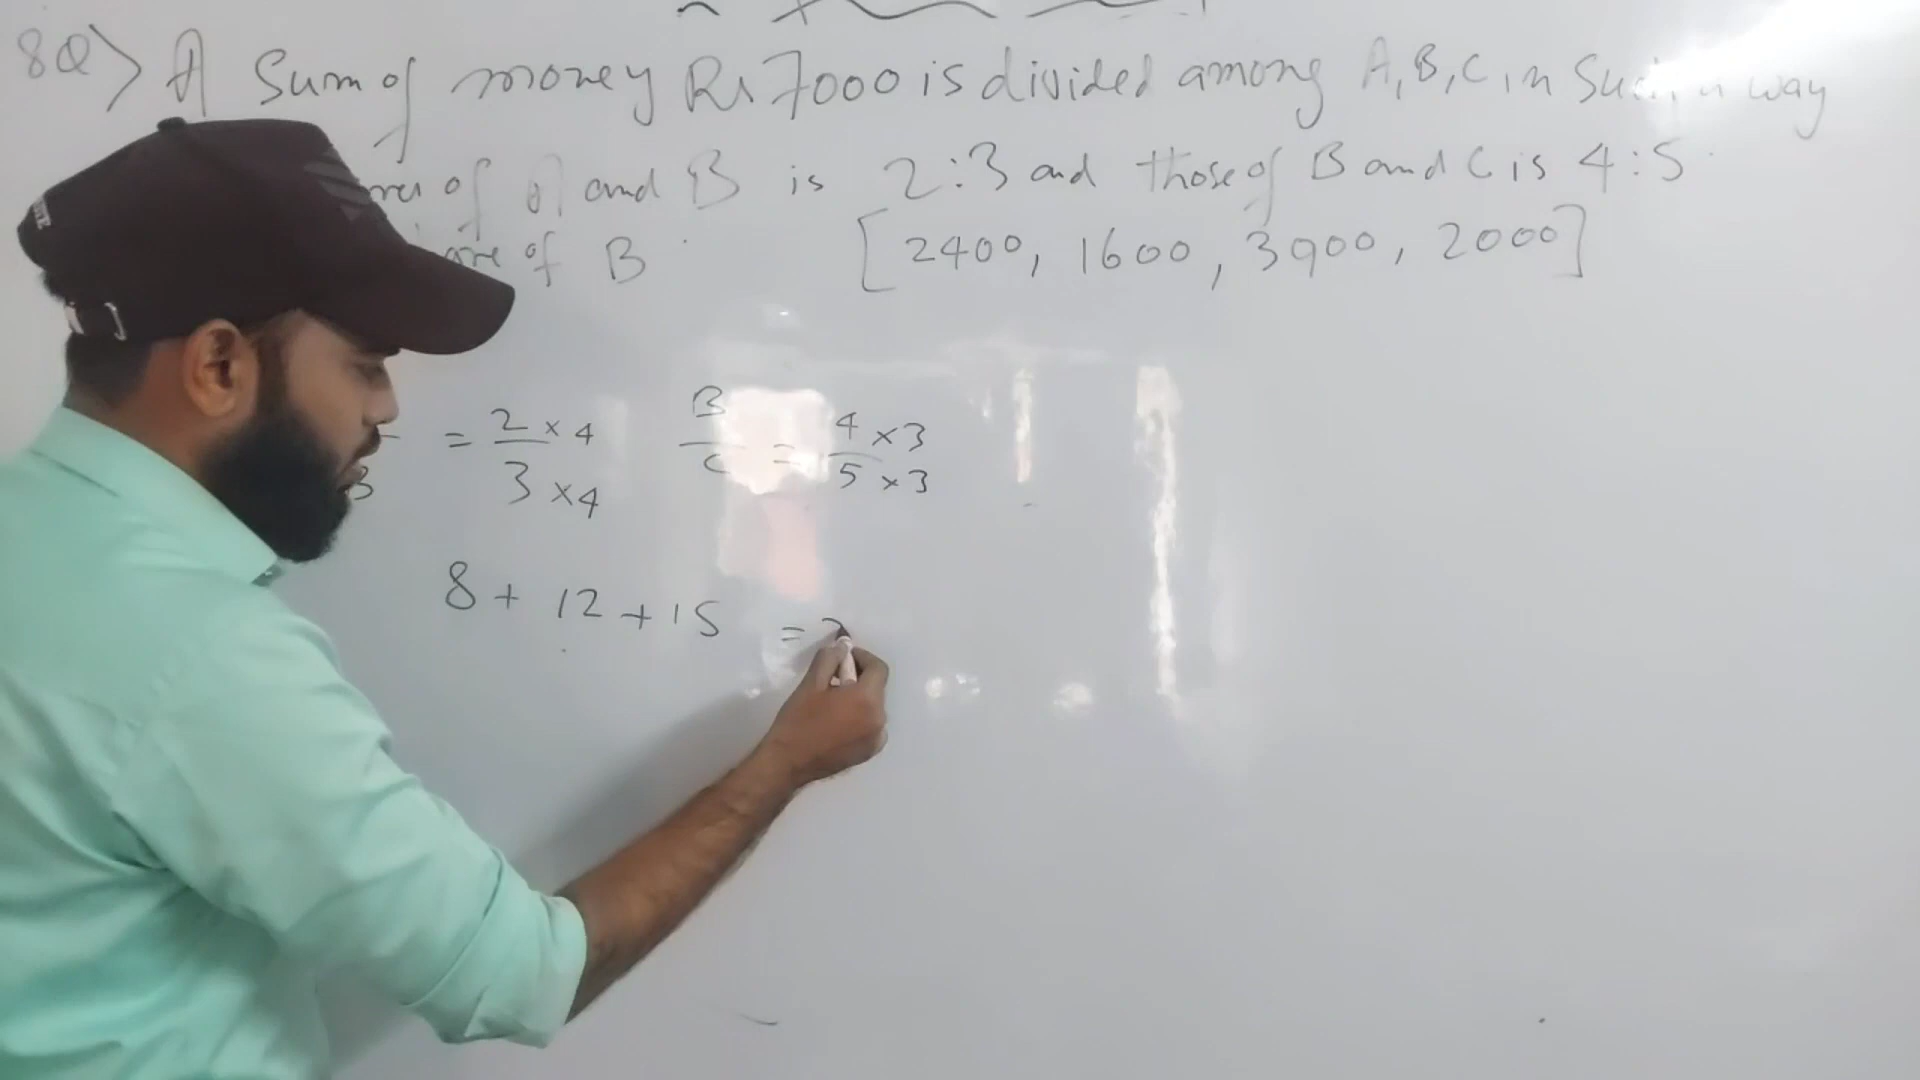 8Q> A Sum of money Rs 7000 is divided among A, B, C, in Such a way
of A and B is 2:3 and those of B and C is 4:5
of B [2400, 1600, 3900, 2000]
= 2 × 4 / 3 × 4 B / C = 4 × 3 / 5 × 3
8 + 12 + 15 =